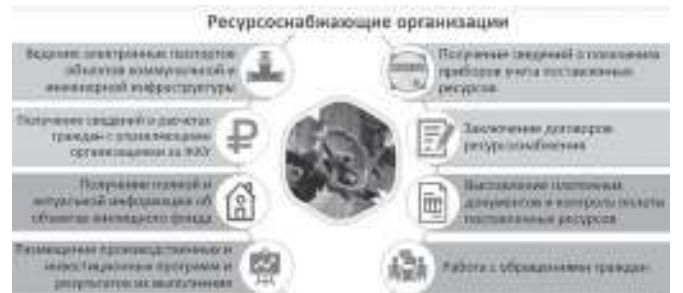 Ресурсоснабжающие организации
Ведение электронных паспортов
объектов коммунальной и
инженерной инфраструктуры
Получение сведений о расчетах
граждан с управляющими
организациями за ЖКУ
Получение полной и
актуальной информации об
объектах жилищного фонда
Размещение производственных и
инвестиционных программ и
результатов их выполнения
Получение сведений о показаниях
приборов учета поставленных
ресурсов
Заключение договоров
ресурсоснабжения
Выставление платежных
документов и контроль оплаты
поставленных ресурсов
Работа с обращениями граждан